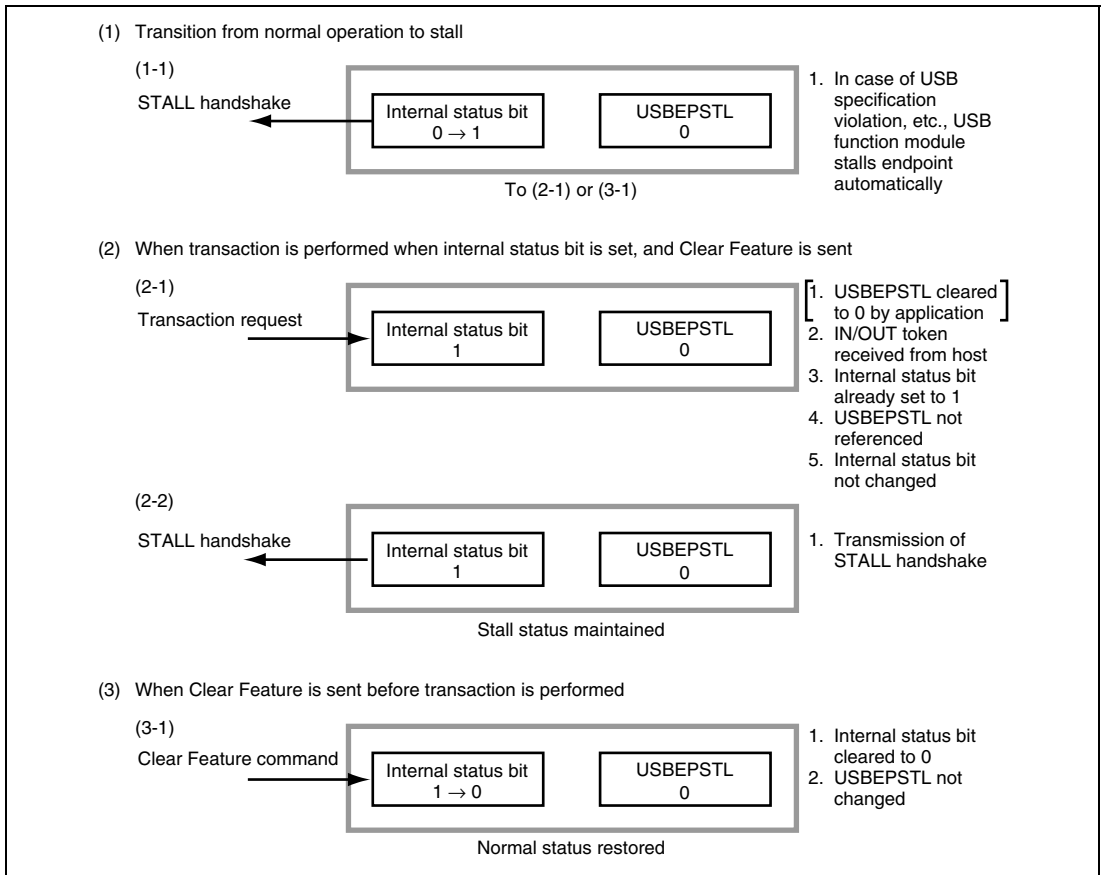 (1) Transition from normal operation to stall
(1-1)
STALL handshake
Internal status bit
0 → 1
USBEPSTL
0
To (2-1) or (3-1)
1. In case of USB
specification
violation, etc., USB
function module
stalls endpoint
automatically
(2) When transaction is performed when internal status bit is set, and Clear Feature is sent
(2-1)
Transaction request
Internal status bit
1
USBEPSTL
0
1. USBEPSTL cleared
to 0 by application
2. IN/OUT token
received from host
3. Internal status bit
already set to 1
4. USBEPSTL not
referenced
5. Internal status bit
not changed
(2-2)
STALL handshake
Internal status bit
1
USBEPSTL
0
1. Transmission of
STALL handshake
Stall status maintained
(3) When Clear Feature is sent before transaction is performed
(3-1)
Clear Feature command
Internal status bit
1 → 0
USBEPSTL
0
1. Internal status bit
cleared to 0
2. USBEPSTL not
changed
Normal status restored